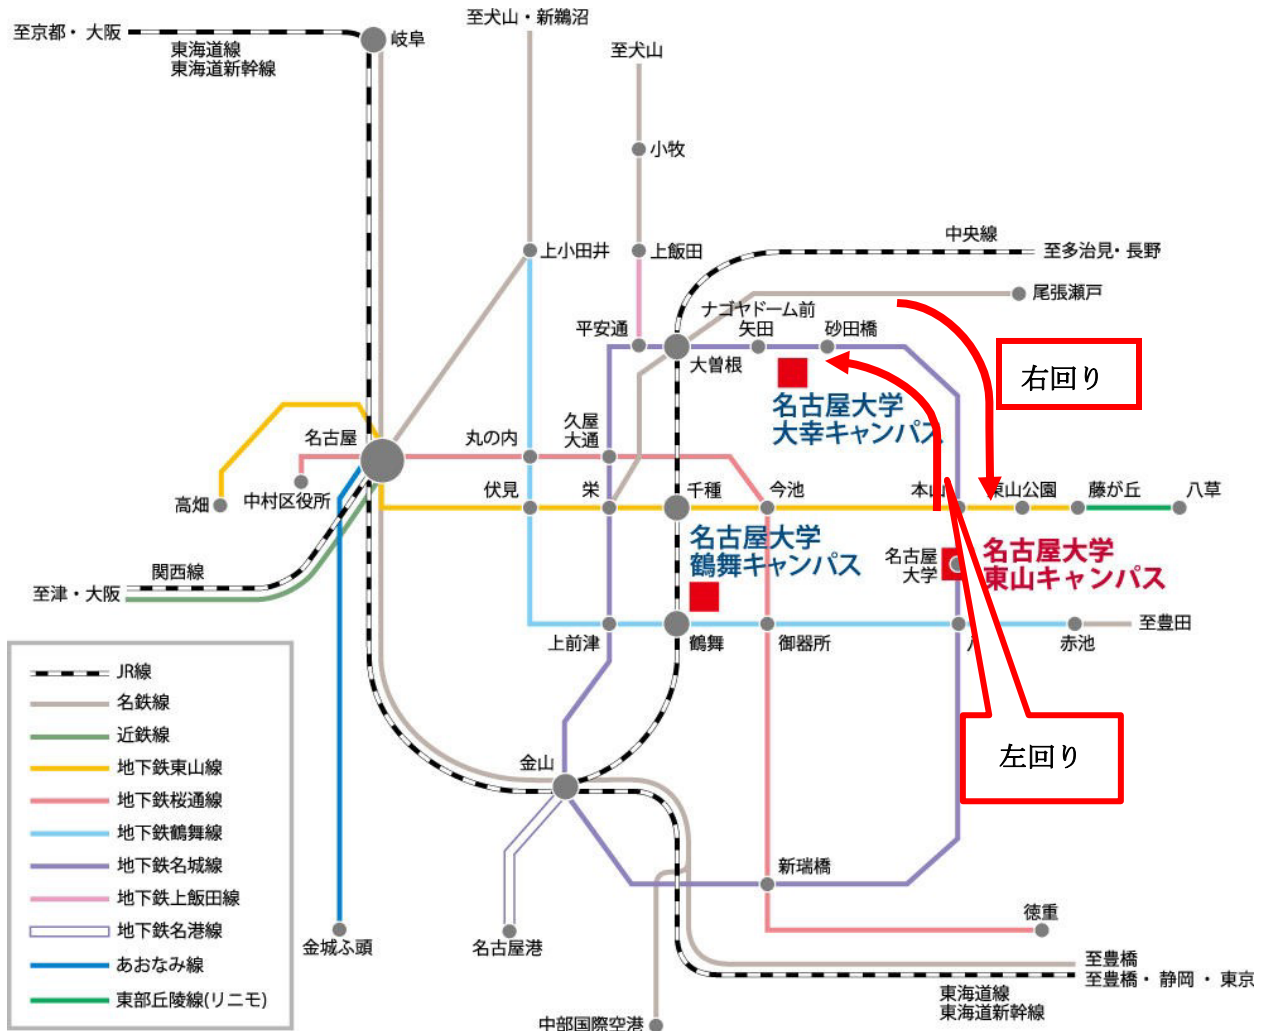 至京都・大阪
東海道線
東海道新幹線
岐阜
至犬山・新鵜沼
至犬山
小牧
上小田井
上飯田
中央線
至多治見・長野
尾張瀬戸
ナゴヤドーム前
矢田
砂田橋
平安通
大曽根
右回り
名古屋大学
大幸キャンパス
久屋
大通
名古屋
丸の内
高畑
中村区役所
伏見
栄
千種
今池
本山
東山公園
藤が丘
八草
名古屋大学
鶴舞キャンパス
名古屋
大学
名古屋大学
東山キャンパス
関西線
至津・大阪
上前津
鶴舞
御器所
赤池
至豊田
左回り
金山
新瑞橋
徳重
金城ふ頭
名古屋港
中部国際空港
至豊橋
至豊橋・静岡・東京
東海道線
東海道新幹線
JR線
名鉄線
近鉄線
地下鉄東山線
地下鉄桜通線
地下鉄鶴舞線
地下鉄名城線
地下鉄上飯田線
地下鉄名港線
あおなみ線
東部丘陵線(リニモ)